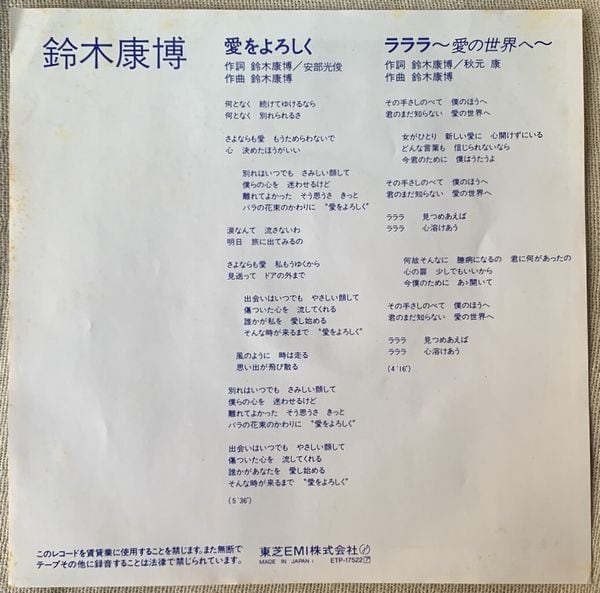 鈴木康博
愛をよろしく
作詞 鈴木康博／安部光俊
作曲 鈴木康博
何となく 続けてゆけるなら
何となく 別れられるさ
さよならも愛 もうためらわないで
心 決めたほうがいい
別れはいつでも さみしい顔して
僕らの心を 迷わせるけど
離れてよかった そう思うさ きっと
バラの花束のかわりに “愛をよろしく”
涙なんて 流さないわ
明日 旅に出てみるの
さよならも愛 私もうゆくから
見送って ドアの外まで
出会いはいつでも やさしい顔して
傷ついた心を 流してくれる
誰かが私を 愛し始める
そんな時が来るまで “愛をよろしく”
風のように 時は走る
思い出が飛び散る
別れはいつでも さみしい顔して
僕らの心を 迷わせるけど
離れてよかった そう思うさ きっと
バラの花束のかわりに “愛をよろしく”
出会いはいつでも やさしい顔して
傷ついた心を 流してくれる
誰かがあなたを 愛し始める
そんな時が来るまで “愛をよろしく”
(5′36″)
ラララ〜愛の世界へ〜
作詞 鈴木康博／秋元 康
作曲 鈴木康博
その手さしのべて 僕のほうへ
君のまだ知らない 愛の世界へ
女がひとり 新しい愛に 心開けずにいる
どんな言葉も 信じられないなら
今君のために 僕はうたうよ
その手さしのべて 僕のほうへ
君のまだ知らない 愛の世界へ
ラララ 見つめあえば
ラララ 心溶けあう
何故そんなに 臆病になるの 君に何があったの
心の扉 少しでもいいから
今僕のために あゝ開いて
その手さしのべて 僕のほうへ
君のまだ知らない 愛の世界へ
ラララ 見つめあえば
ラララ 心溶けあう
(4′16″)
このレコードを賃貸業に使用することを禁じます。また無断で
テープその他に録音することは法律で禁じられています。
東芝EMI株式会社
MADE IN JAPAN ETP-17522